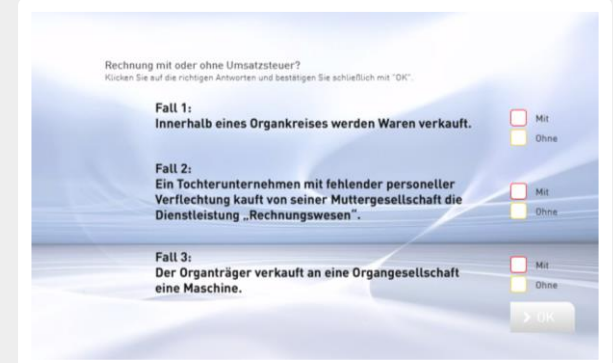 Rechnung mit oder ohne Umsatzsteuer?
Klicken Sie auf die richtigen Antworten und bestätigen Sie schließlich mit "OK".
Fall 1:
Innerhalb eines Organkreises werden Waren verkauft.
Mit
Ohne
Fall 2:
Ein Tochterunternehmen mit fehlender personeller
Verflechtung kauft von seiner Muttergesellschaft die
Dienstleistung „Rechnungswesen".
Mit
Ohne
Fall 3:
Der Organträger verkauft an eine Organgesellschaft
eine Maschine.
Mit
Ohne
OK